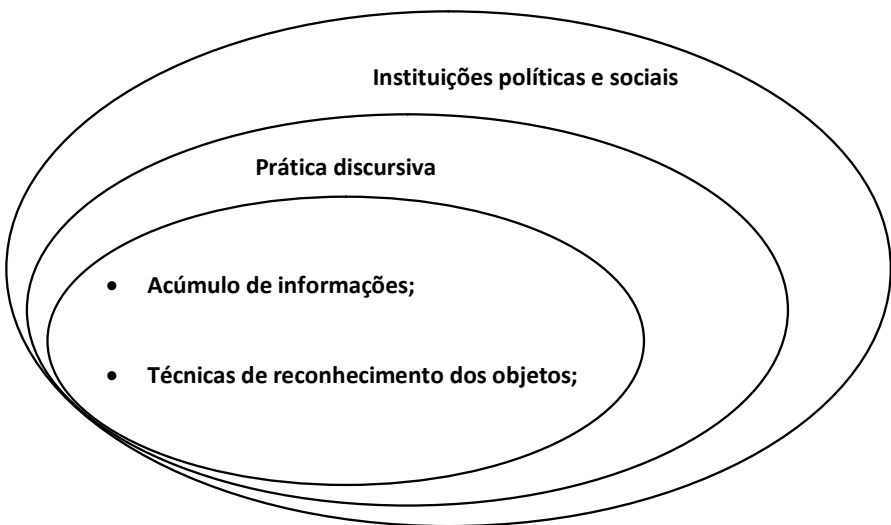 Instituições políticas e sociais
Prática discursiva
• Acúmulo de informações;
• Técnicas de reconhecimento dos objetos;